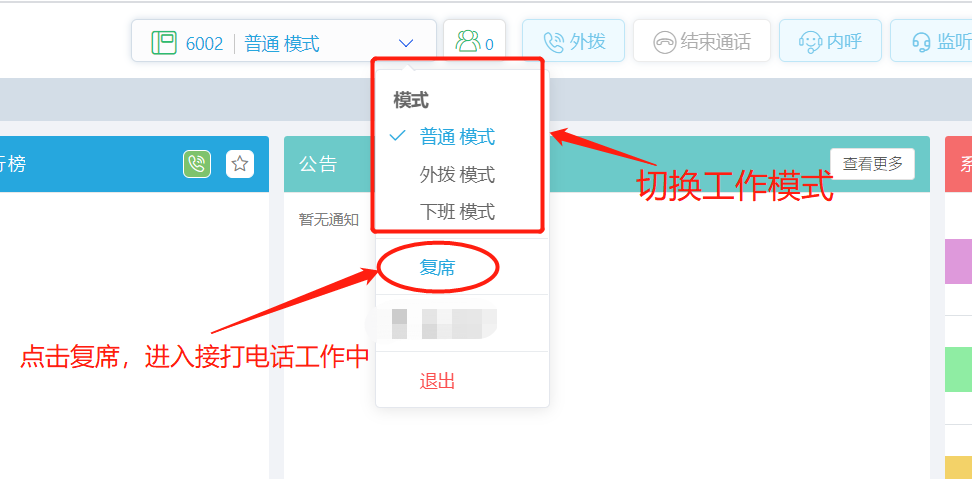 6002 普通 模式
0
外拨
结束通话
内呼
监听
模式
普通 模式
外拨 模式
下班 模式
复席
退出
行榜
公告
查看更多
暂无通知
切换工作模式
点击复席，进入接打电话工作中